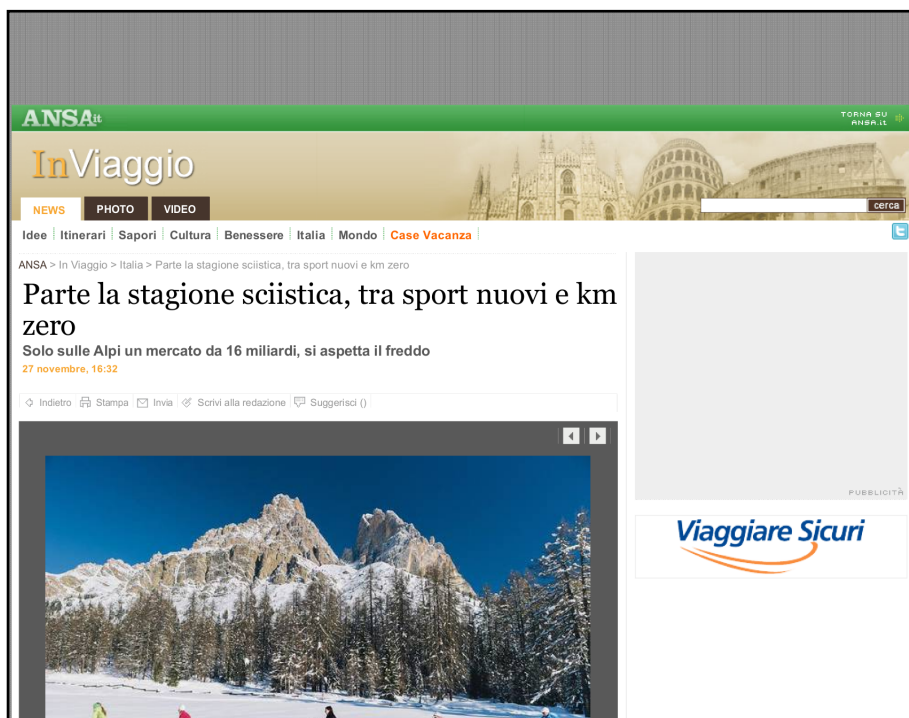 ANSA.it
TORNA SU
ANSA.it
InViaggio
NEWS PHOTO VIDEO
cerca
Idee Itinerari Sapori Cultura Benessere Italia Mondo Case Vacanza
ANSA > In Viaggio > Italia > Parte la stagione sciistica, tra sport nuovi e km zero
Parte la stagione sciistica, tra sport nuovi e km
zero
Solo sulle Alpi un mercato da 16 miliardi, si aspetta il freddo
27 novembre, 16:32
Indietro Stampa Invia Scrivi alla redazione Suggerisci ()
PUBBLICITÀ
Viaggiare Sicuri